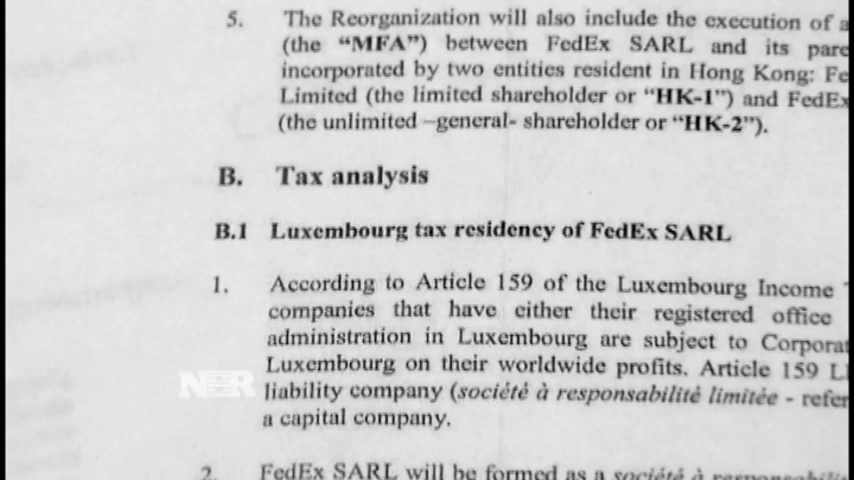 5. The Reorganization will also include the execution of a
(the “MFA”) between FedEx SARL and its pare
incorporated by two entities resident in Hong Kong: Fe
Limited (the limited shareholder or “HK-1”) and FedEx
(the unlimited –general- shareholder or “HK-2”).
B. Tax analysis
B.1 Luxembourg tax residency of FedEx SARL
1. According to Article 159 of the Luxembourg Income
companies that have either their registered office
administration in Luxembourg are subject to Corporat
Luxembourg on their worldwide profits. Article 159 L
liability company (société à responsabilité limitée - refer
a capital company.
NBR
2. FedEx SARL will be formed as a société à responsabili